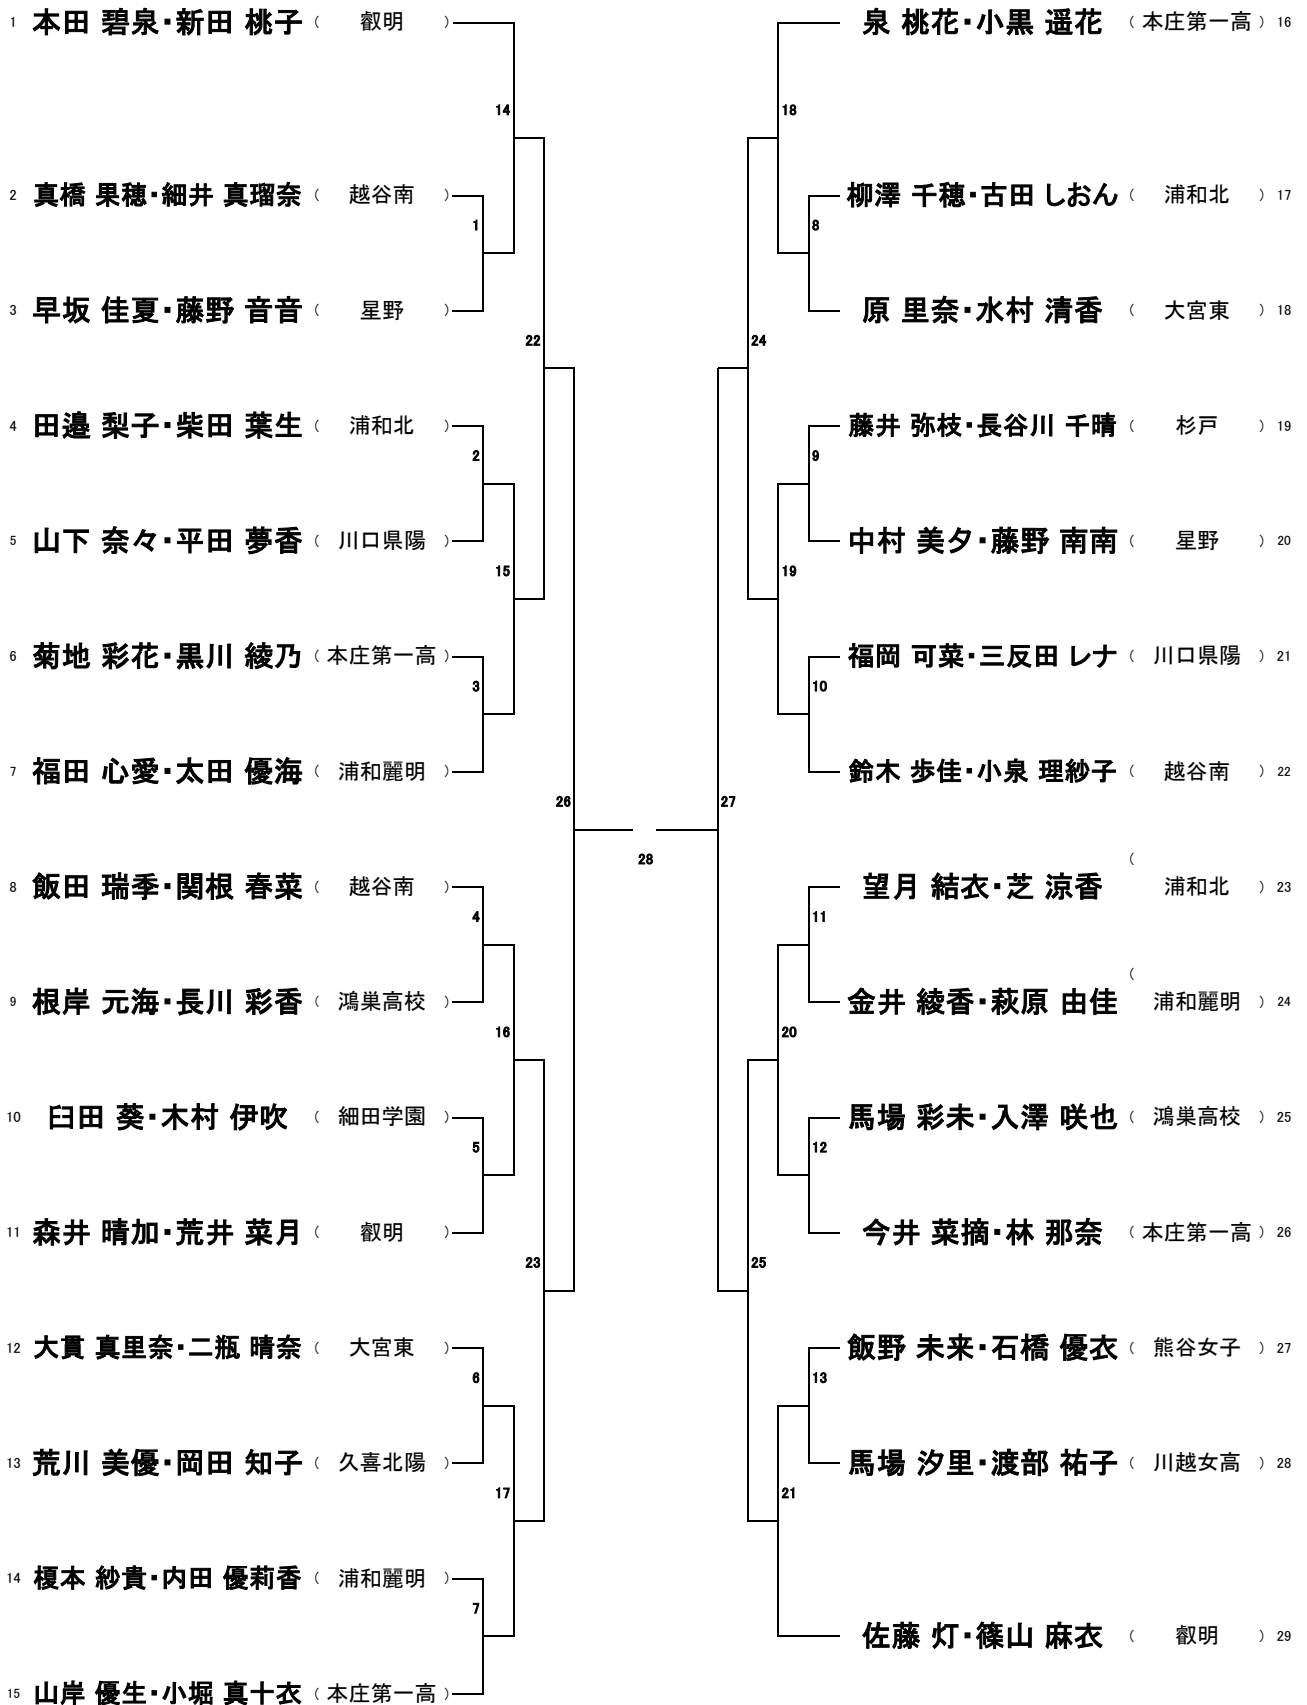 1 本田 碧泉・新田 桃子 （ 叡明 ）
14
2 真橋 果穂・細井 真瑠奈 （ 越谷南 ）
1
3 早坂 佳夏・藤野 音音 （ 星野 ）
22
4 田邉 梨子・柴田 葉生 （ 浦和北 ）
2
5 山下 奈々・平田 夢香 （ 川口県陽 ）
15
6 菊地 彩花・黒川 綾乃 （ 本庄第一高 ）
3
7 福田 心愛・太田 優海 （ 浦和麗明 ）
26
8 飯田 瑞季・関根 春菜 （ 越谷南 ）
4
9 根岸 元海・長川 彩香 （ 鴻巣高校 ）
16
10 臼田 葵・木村 伊吹 （ 細田学園 ）
5
11 森井 晴加・荒井 菜月 （ 叡明 ）
23
12 大貫 真里奈・二瓶 晴奈 （ 大宮東 ）
6
13 荒川 美優・岡田 知子 （ 久喜北陽 ）
17
14 榎本 紗貴・内田 優莉香 （ 浦和麗明 ）
7
15 山岸 優生・小堀 真十衣 （ 本庄第一高 ）
28
泉 桃花・小黒 遥花 （ 本庄第一高 ） 16
18
柳澤 千穂・古田 しおん （ 浦和北 ） 17
8
原 里奈・水村 清香 （ 大宮東 ） 18
24
藤井 弥枝・長谷川 千晴 （ 杉戸 ） 19
9
中村 美夕・藤野 南南 （ 星野 ） 20
19
福岡 可菜・三反田 レナ （ 川口県陽 ） 21
10
鈴木 歩佳・小泉 理紗子 （ 越谷南 ） 22
27
（
望月 結衣・芝 涼香 浦和北 ） 23
11
（
金井 綾香・萩原 由佳 浦和麗明 ） 24
20
馬場 彩未・入澤 咲也 （ 鴻巣高校 ） 25
12
今井 菜摘・林 那奈 （ 本庄第一高 ） 26
25
飯野 未来・石橋 優衣 （ 熊谷女子 ） 27
13
馬場 汐里・渡部 祐子 （ 川越女高 ） 28
21
佐藤 灯・篠山 麻衣 （ 叡明 ） 29